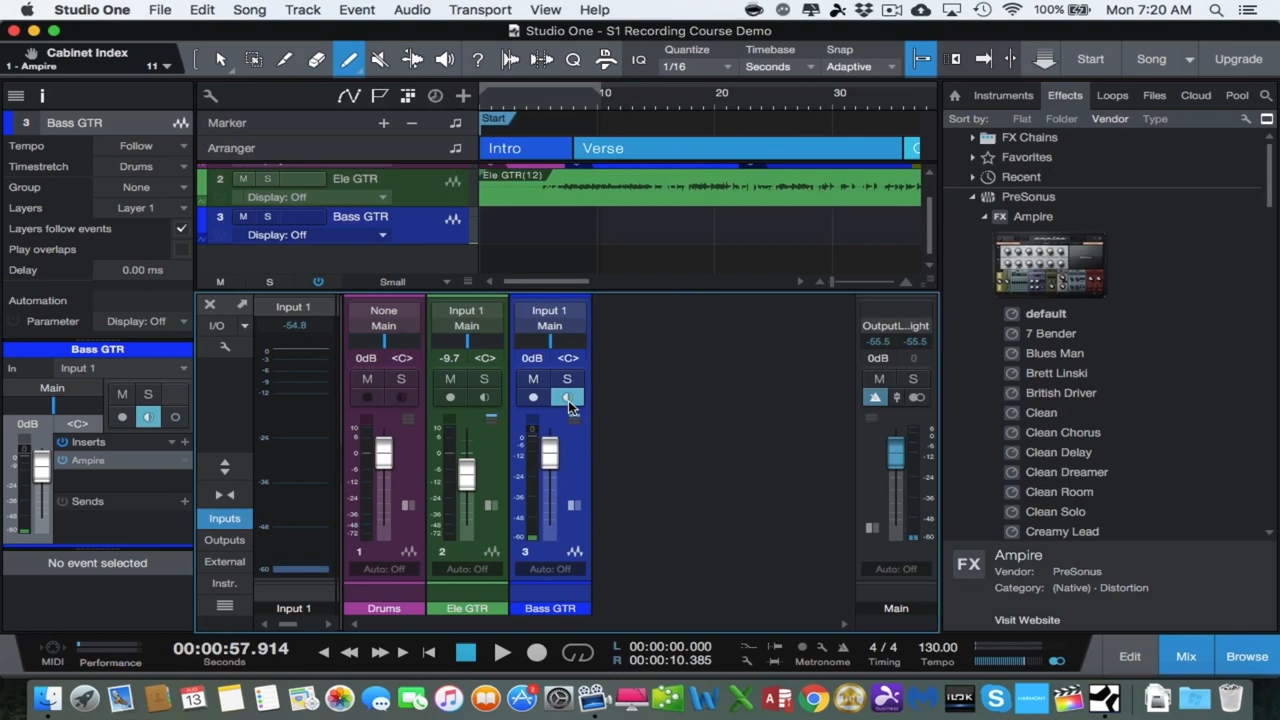 Studio One File Edit Song Track Event Audio Transport View Help 100% Mon 7:20 AM
Studio One - S1 Recording Course Demo
Cabinet Index
1 - Ampire 11
IQ
Quantize
1/16
Timebase
Seconds
Snap
Adaptive
Start Song Upgrade
i
3 Bass GTR
Tempo Follow
Timestretch Drums
Group None
Layers Layer 1
Layers follow events
Play overlaps
Delay 0.00 ms
Automation
Parameter Display: Off
Bass GTR
In Input 1
Main
M S
0dB <C>
Inserts
Ampire
Sends
No event selected
10 20 30
Marker Start
Arranger Intro Verse
2 M S Ele GTR
Display: Off
Ele GTR(12)
3 M S Bass GTR
Display: Off
M S Small
I/O
Inputs
Outputs
External
Instr.
Input 1
-54.8
Input 1
None
Main
0dB <C>
M S
1
Auto: Off
Drums
Input 1
Main
-9.7 <C>
M S
2
Auto: Off
Ele GTR
Input 1
Main
0dB <C>
M S
3
Auto: Off
Bass GTR
OutputL...ight
-55.5 -55.5
0dB 0
M S
Auto: Off
Main
Instruments Effects Loops Files Cloud Pool
Sort by: Flat Folder Vendor Type
FX Chains
Favorites
Recent
PreSonus
FX Ampire
default
7 Bender
Blues Man
Brett Linski
British Driver
Clean
Clean Chorus
Clean Delay
Clean Dreamer
Clean Room
Clean Solo
Creamy Lead
FX
Ampire
Vendor: PreSonus
Category: (Native) · Distortion
Visit Website
MIDI Performance
00:00:57.914
Seconds
L 00:00:00.000
R 00:00:10.385
Metronome
4 / 4
Timing
130.00
Tempo
Edit Mix Browse